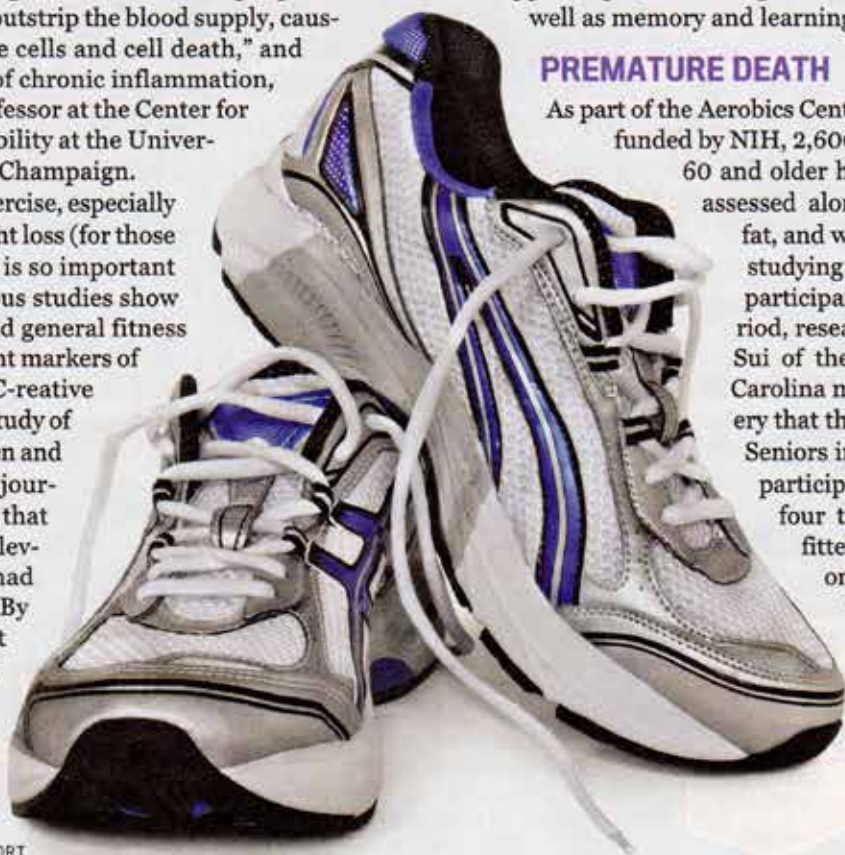 outstrip the blood supply, caus-
e cells and cell death," and
of chronic inflammation,
fessor at the Center for
bility at the Univer-
Champaign.
ercise, especially
nt loss (for those
is so important
us studies show
d general fitness
nt markers of
C-reative
tudy of
n and
jour-
that
lev-
had
By
t
ORT
well as memory and learning
PREMATURE DEATH
As part of the Aerobics Cent
funded by NIH, 2,600
60 and older h
assessed alon
fat, and w
studying
participa
riod, resea
Sui of the
Carolina m
ery that th
Seniors in
particip
four t
fitte
or